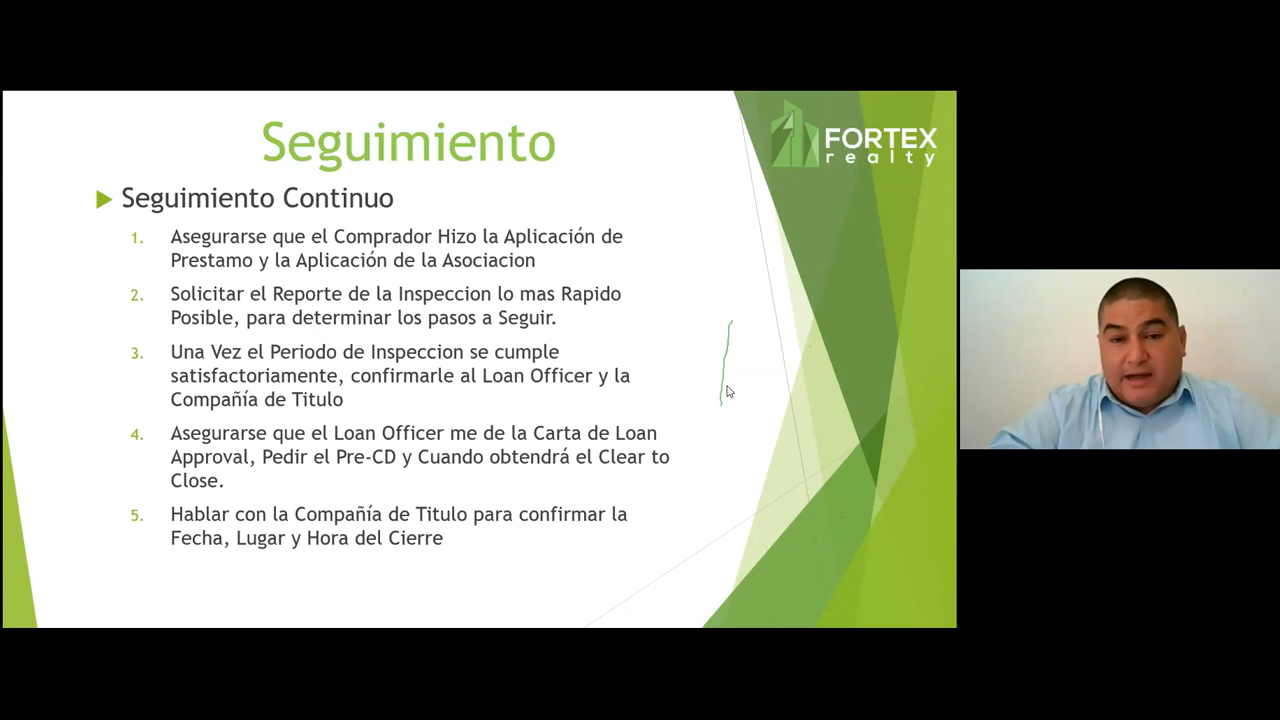 Seguimiento
FORTEX
realty
Seguimiento Continuo
1. Asegurarse que el Comprador Hizo la Aplicación de
Prestamo y la Aplicación de la Asociacion
2. Solicitar el Reporte de la Inspeccion lo mas Rapido
Posible, para determinar los pasos a Seguir.
3. Una Vez el Periodo de Inspeccion se cumple
satisfactoriamente, confirmarle al Loan Officer y la
Compañía de Titulo
4. Asegurarse que el Loan Officer me de la Carta de Loan
Approval, Pedir el Pre-CD y Cuando obtendrá el Clear to
Close.
5. Hablar con la Compañía de Titulo para confirmar la
Fecha, Lugar y Hora del Cierre